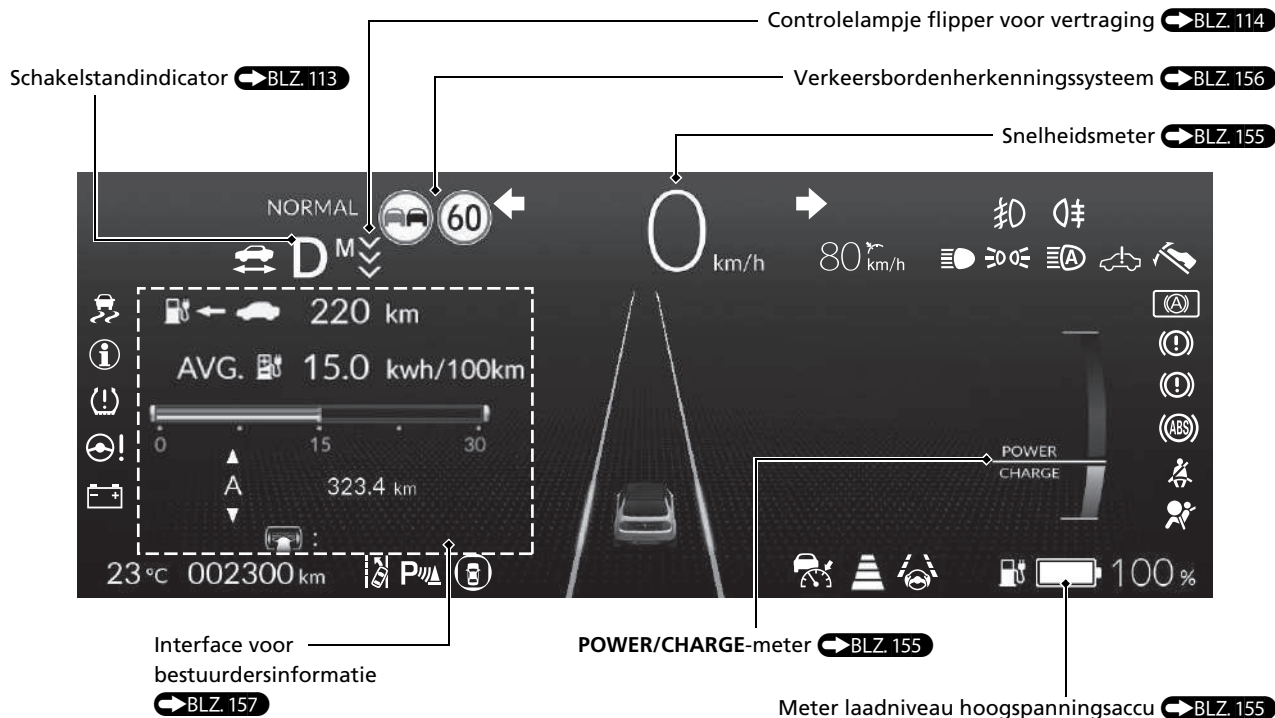 Controlelampje flipper voor vertraging BLZ. 114
Schakelstandindicator BLZ. 113
Verkeersbordenherkenningssysteem BLZ. 156
Snelheidsmeter BLZ. 155
NORMAL
60
D M
0 km/h
80 km/h
A
A
220 km
AVG. 15.0 kwh/100km
ABS
0 15 30
A 323.4 km
:
POWER
CHARGE
23 °C 002300 km
P
100 %
Interface voor
bestuurdersinformatie
BLZ. 157
POWER/CHARGE-meter BLZ. 155
Meter laadniveau hoogspanningsaccu BLZ. 155